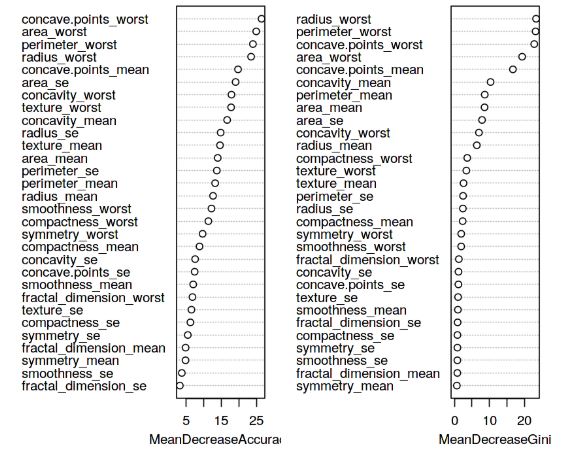 concave.points_worst
area_worst
perimeter_worst
radius_worst
concave.points_mean
area_se
concavity_worst
texture_worst
concavity_mean
radius_se
texture_mean
area_mean
perimeter_se
perimeter_mean
radius_mean
smoothness_worst
compactness_worst
symmetry_worst
compactness_mean
concavity_se
concave.points_se
smoothness_mean
fractal_dimension_worst
texture_se
compactness_se
symmetry_se
fractal_dimension_mean
symmetry_mean
smoothness_se
fractal_dimension_se
5 15 25
MeanDecreaseAccurac
radius_worst
perimeter_worst
concave.points_worst
area_worst
concave.points_mean
concavity_mean
perimeter_mean
area_mean
area_se
concavity_worst
radius_mean
compactness_worst
texture_worst
texture_mean
perimeter_se
radius_se
compactness_mean
symmetry_worst
smoothness_worst
fractal_dimension_worst
concavity_se
concave.points_se
texture_se
smoothness_mean
fractal_dimension_se
compactness_se
symmetry_se
smoothness_se
fractal_dimension_mean
symmetry_mean
0 10 20
MeanDecreaseGini